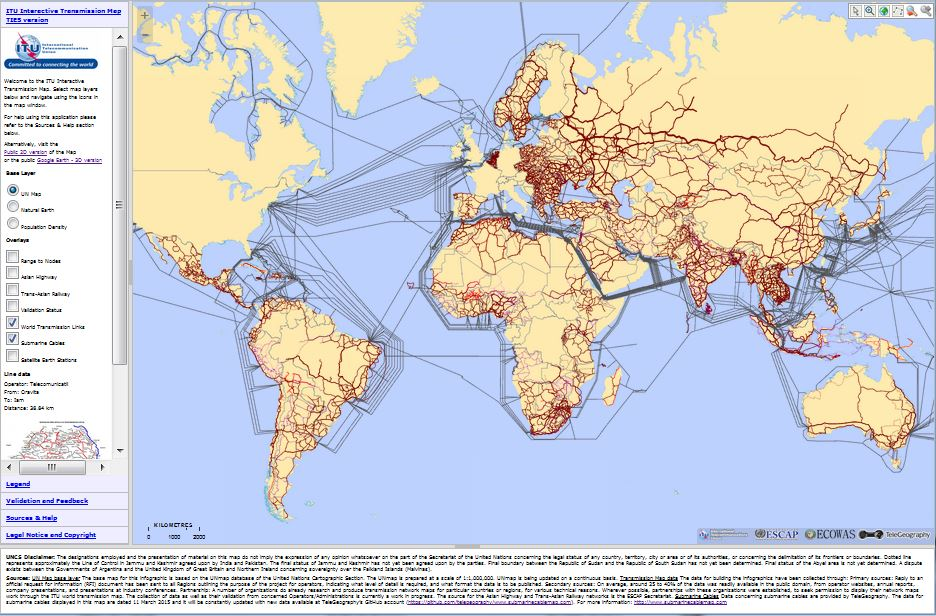 ITU Interactive Transmission Map
TIES version
ITU
International
Telecommunication
Union
Committed to connecting the world
Welcome to the ITU Interactive
Transmission Map. Select map layers
below and navigate using the icons in
the map window.
For help using this application please
refer to the Sources & Help section
below.
Alternatively, visit the
Public 2D version of the Map
or the public Google Earth - 3D version
Base Layer
UN Map
Natural Earth
Population Density
Overlays
Range to Nodes
Asian Highway
Trans-Asian Railway
Validation Status
World Transmission Links
Submarine Cables
Satellite Earth Stations
Line data
Operator:
From: Oravita
To: Iam
Distance: 38.64 km
Legend
Validation and Feedback
Sources & Help
Legal Notice and Copyright
KILOMETRES
0 1000 2000
ESCAP
ECOWAS
TeleGeography
UNCS Disclaimer: The designations employed and the presentation of material on this map do not imply the expression of any opinion whatsoever on the part of the Secretariat of the United Nations concerning the legal status of any country, territory, city or area or of its authorities, or concerning the delimitation of its frontiers or boundaries. Dotted line
represents approximately the Line of Control in Jammu and Kashmir agreed upon by India and Pakistan. The final status of Jammu and Kashmir has not yet been agreed upon by the parties. Final boundary between the Republic of Sudan and the Republic of South Sudan has not yet been determined. Final status of the Abyei area is not yet determined. A dispute
exists between the Governments of Argentina and the United Kingdom of Great Britain and Northern Ireland concerning sovereignty over the Falkland Islands (Malvinas).
Sources: UN Map base layer The base map for this infographic is based on the UNmap database of the United Nations Cartographic Section. The UNmap is prepared at a scale of 1:1,000,000. UNmap is being updated on a continuous basis. Transmission Map data The data for building the infographics have been collected through: Primary sources: Reply to an
official request for information (RFI) document has been sent to all Regions outlining the purpose of the project for operators, indicating what level of detail is required, and in what format the data is to be published. Secondary sources: On average, around 25 to 40% of the data was readily available in the public domain, from operator websites, annual reports,
company presentations, and presentations at industry conferences. Partnership: A number of organizations do already research and produce transmission network maps for particular countries or regions, for various technical resources. Wherever possible, partnerships with these organizations were established, to seek permission to display their network maps
work through the ITU world transmission map. The collection of data as well as their validation from concerned Operators/Administrations is currently a work in progress. The source for the Asian Highway and Trans-Asian Railway networks is the ESCAP Secretariat. Submarine Cables Data concerning submarine cables are provided by TeleGeography. The data for
submarine cables displayed in this map are dated 11 March 2015 and it will be constantly updated with new data available at TeleGeography's GitHub account (https://github.com/telegeography/www.submarinecablemap.com). For more information: http://www.submarinecablemap.com